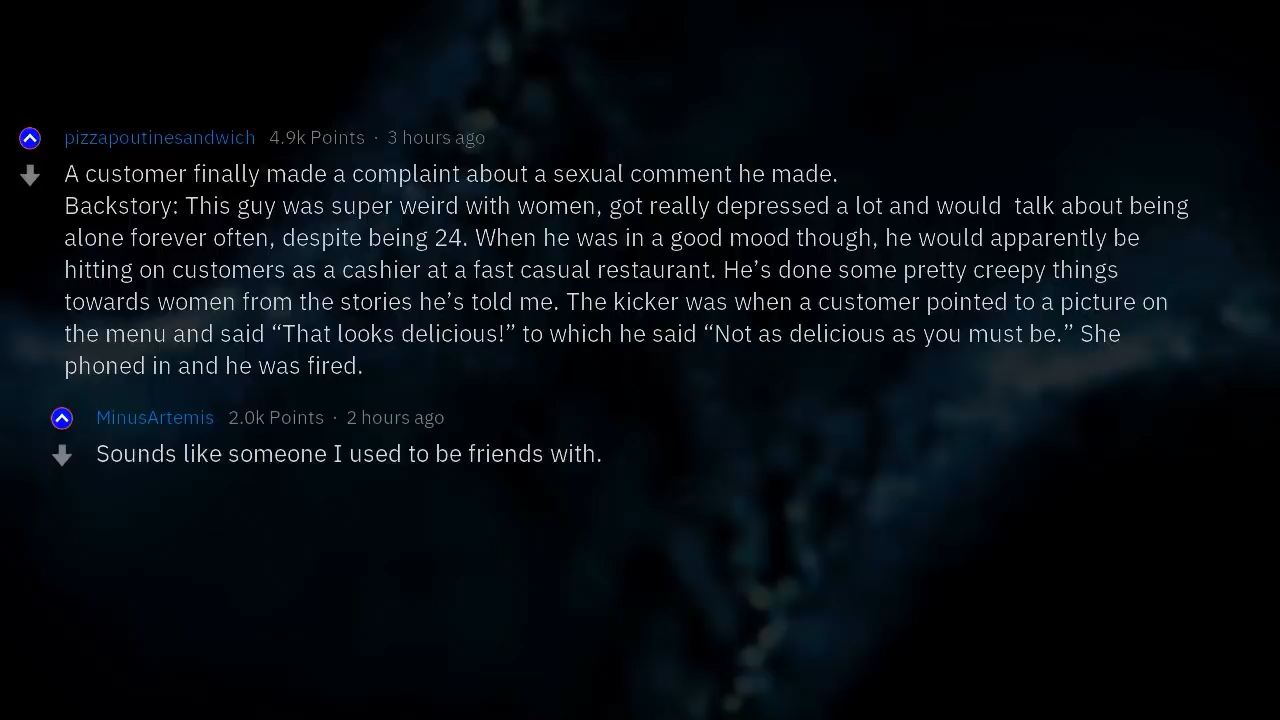 pizzapoutinesandwich 4.9k Points · 3 hours ago
A customer finally made a complaint about a sexual comment he made.
Backstory: This guy was super weird with women, got really depressed a lot and would  talk about being
alone forever often, despite being 24. When he was in a good mood though, he would apparently be
hitting on customers as a cashier at a fast casual restaurant. He’s done some pretty creepy things
towards women from the stories he’s told me. The kicker was when a customer pointed to a picture on
the menu and said “That looks delicious!” to which he said “Not as delicious as you must be.” She
phoned in and he was fired.
MinusArtemis 2.0k Points · 2 hours ago
Sounds like someone I used to be friends with.